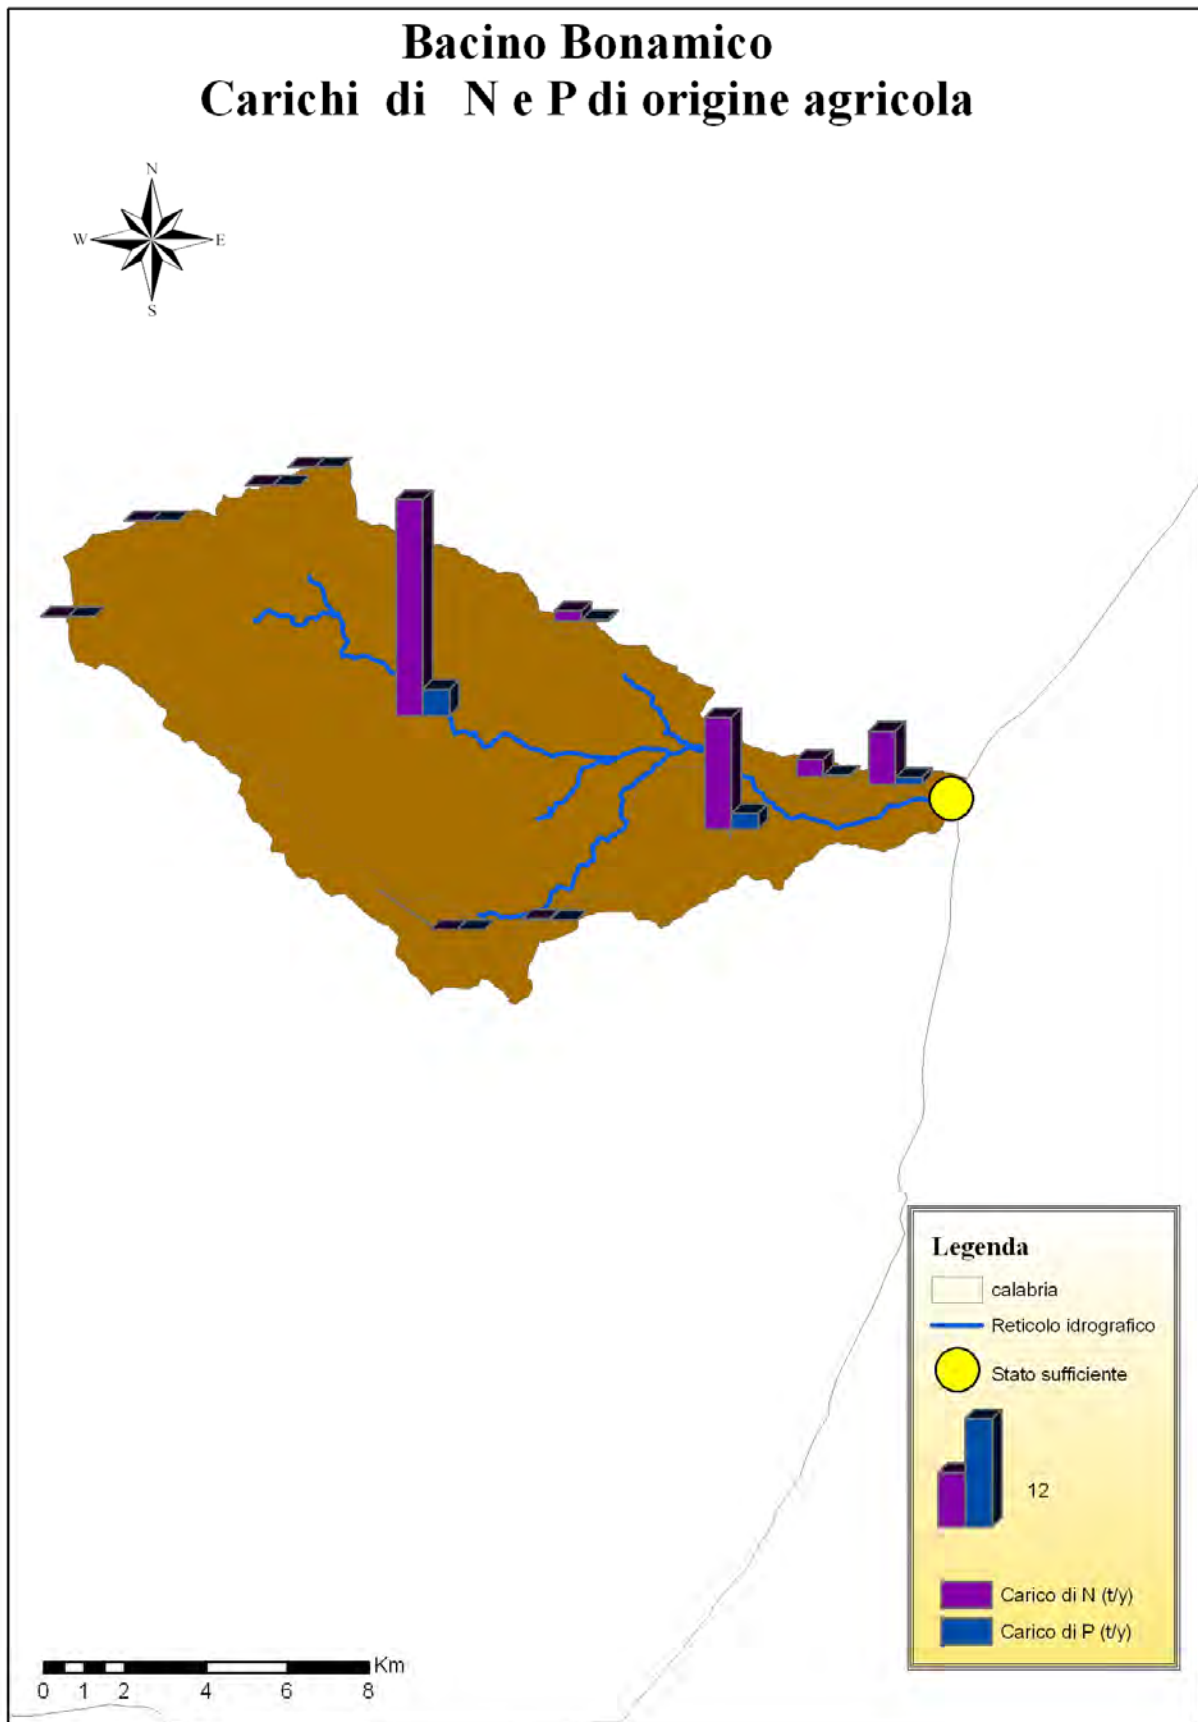 Bacino Bonamico
Carichi di N e P di origine agricola
N
W E
S
Legenda
calabria
Reticolo idrografico
Stato sufficiente
12
Carico di N (t/y)
Carico di P (t/y)
Km
0 1 2 4 6 8